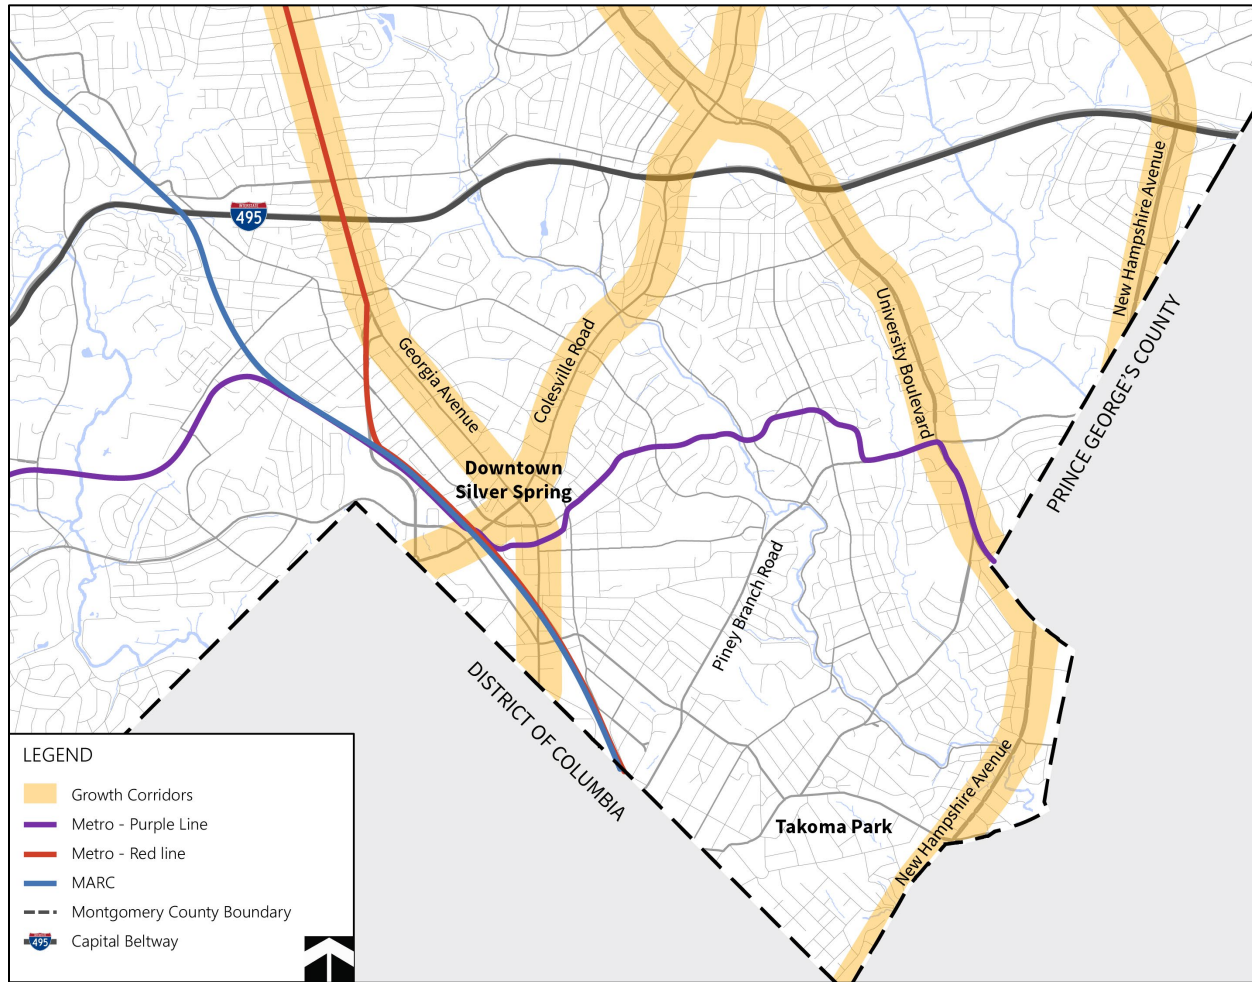 INTERSTATE
495
New Hampshire Avenue
University Boulevard
Colesville Road
Georgia Avenue
PRINCE GEORGE'S COUNTY
Downtown
Silver Spring
Piney Branch Road
DISTRICT OF COLUMBIA
New Hampshire Avenue
Takoma Park
LEGEND
Growth Corridors
Metro - Purple Line
Metro - Red line
MARC
Montgomery County Boundary
495
Capital Beltway